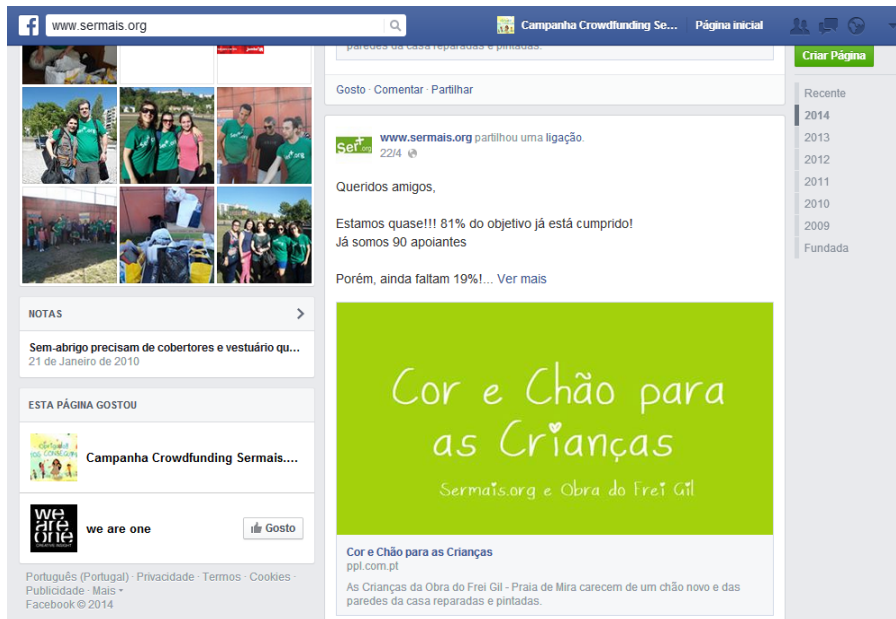 www.sermais.org
Campanha Crowdfunding Se...
Página inicial
Criar Página
Recente
2014
2013
2012
2011
2010
2009
Fundada
NOTAS
Sem-abrigo precisam de cobertores e vestuário qu...
21 de Janeiro de 2010
ESTA PÁGINA GOSTOU
Campanha Crowdfunding Sermais....
we are one
we are one
Gosto
Português (Portugal) · Privacidade · Termos · Cookies ·
Publicidade · Mais
Facebook © 2014
paredes da casa reparadas e pintadas.
Gosto · Comentar · Partilhar
Ser+.org
www.sermais.org partilhou uma ligação.
22/4
Queridos amigos,
Estamos quase!!! 81% do objetivo já está cumprido!
Já somos 90 apoiantes
Porém, ainda faltam 19%!... Ver mais
Cor e Chão para
as Crianças
Sermais.org e Obra do Frei Gil
Cor e Chão para as Crianças
ppl.com.pt
As Crianças da Obra do Frei Gil - Praia de Mira carecem de um chão novo e das
paredes da casa reparadas e pintadas.